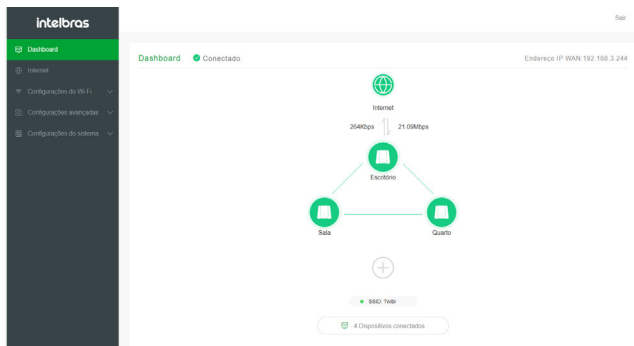 intelbras
Sair
Dashboard
Internet
Configurações do Wi-Fi
Configurações avançadas
Configurações do sistema
Dashboard Conectado
Endereço IP WAN 192.168.3.244
Internet
264Kbps 21.09Mbps
Escritório
Sala
Quarto
SSID: Twibi
4 Dispositivos conectados